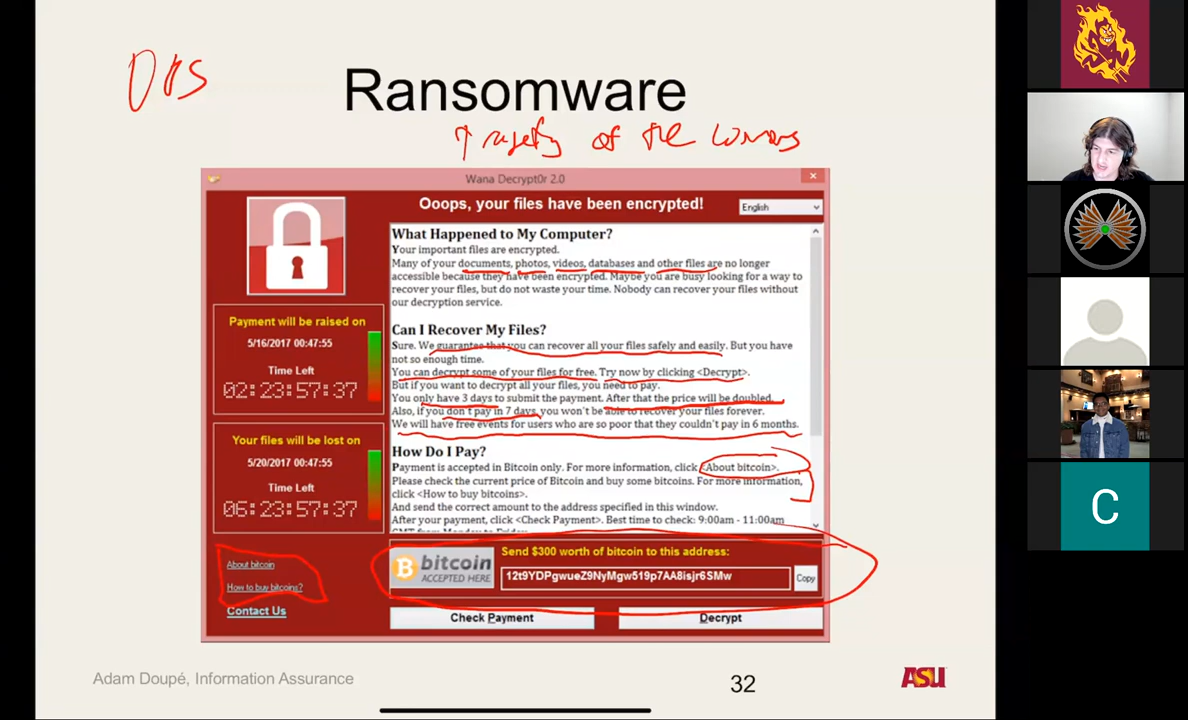 Ransomware
of the
Wana Decrypt0r 2.0
Ooops, your files have been encrypted!
English
What Happened to My Computer?
Your important files are encrypted.
Many of your documents, photos, videos, databases and other files are no longer
accessible because they have been encrypted. Maybe you are busy looking for a way to
recover your files, but do not waste your time. Nobody can recover your files without
our decryption service.
Can I Recover My Files?
Sure. We guarantee that you can recover all your files safely and easily. But you have
not so enough time.
You can decrypt some of your files for free. Try now by clicking <Decrypt>.
But if you want to decrypt all your files, you need to pay.
You only have 3 days to submit the payment. After that the price will be doubled.
Also, if you don't pay in 7 days, you won't be able to recover your files forever.
We will have free events for users who are so poor that they couldn't pay in 6 months.
How Do I Pay?
Payment is accepted in Bitcoin only. For more information, click <About bitcoin>.
Please check the current price of Bitcoin and buy some bitcoins. For more information,
click <How to buy bitcoins>.
And send the correct amount to the address specified in this window.
After your payment, click <Check Payment>. Best time to check: 9:00am - 11:00am
GMT from Monday to Friday.
Payment will be raised on
5/16/2017 00:47:55
Time Left
02:23:57:37
Your files will be lost on
5/20/2017 00:47:55
Time Left
06:23:57:37
About bitcoin
How to buy bitcoins?
Contact Us
bitcoin
ACCEPTED HERE
Send $300 worth of bitcoin to this address:
12t9YDPgwueZ9NyMgw519p7AA8isjr6SMw
Copy
Check Payment
Decrypt
Adam Doupé, Information Assurance
32
ASU
C